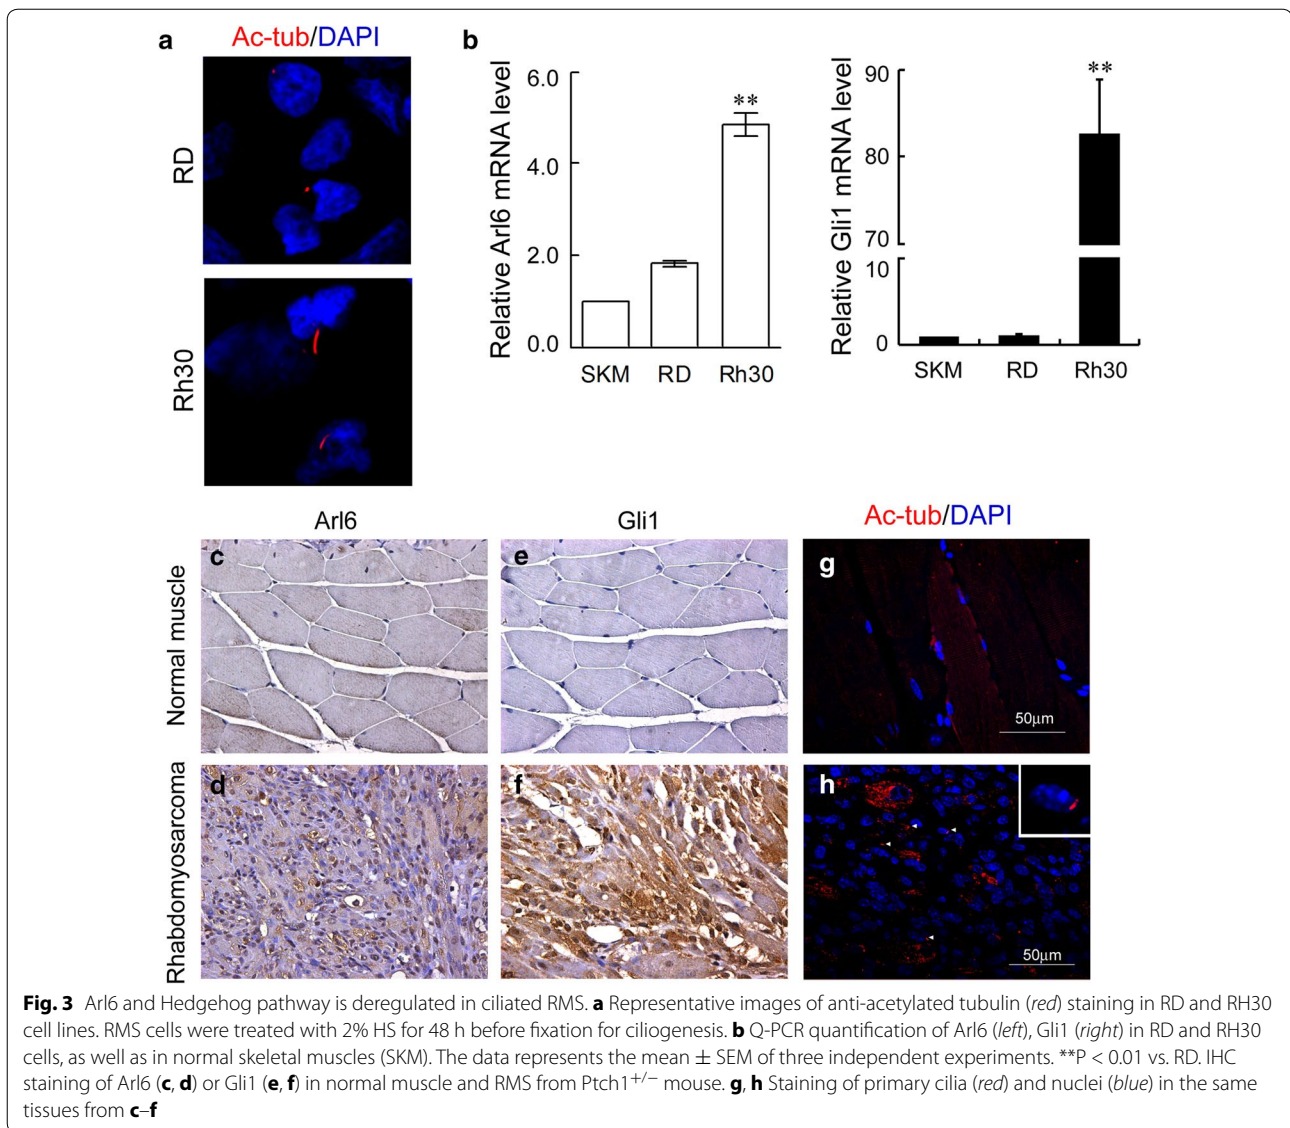 a
Ac-tub/DAPI
RD
Rh30
b
Relative Arl6 mRNA level
6.0
4.0
2.0
0.0
**
SKM
RD
Rh30
Relative Gli1 mRNA level
90
80
70
10
0
**
SKM
RD
Rh30
Arl6
Gli1
Ac-tub/DAPI
Normal muscle
c
e
g
50µm
Rhabdomyosarcoma
d
f
h
50µm
Fig. 3 Arl6 and Hedgehog pathway is deregulated in ciliated RMS. a Representative images of anti-acetylated tubulin (red) staining in RD and RH30
cell lines. RMS cells were treated with 2% HS for 48 h before fixation for ciliogenesis. b Q-PCR quantification of Arl6 (left), Gli1 (right) in RD and RH30
cells, as well as in normal skeletal muscles (SKM). The data represents the mean ± SEM of three independent experiments. **P < 0.01 vs. RD. IHC
staining of Arl6 (c, d) or Gli1 (e, f) in normal muscle and RMS from Ptch1+/− mouse. g, h Staining of primary cilia (red) and nuclei (blue) in the same
tissues from c–f